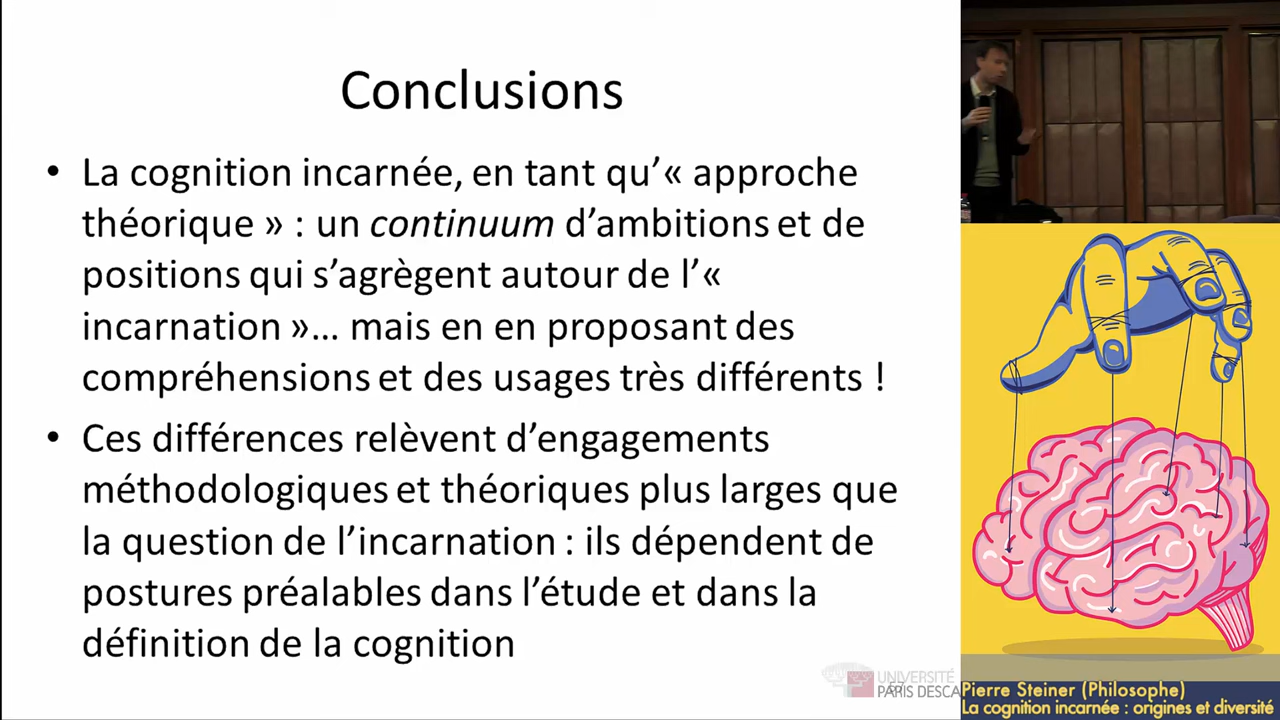 Conclusions
• La cognition incarnée, en tant qu’« approche
théorique » : un continuum d’ambitions et de
positions qui s’agrègent autour de l’«
incarnation »… mais en en proposant des
compréhensions et des usages très différents !
• Ces différences relèvent d’engagements
méthodologiques et théoriques plus larges que
la question de l’incarnation : ils dépendent de
postures préalables dans l’étude et dans la
définition de la cognition
UNIVERSITÉ
PARIS DESCA
Pierre Steiner (Philosophe)
La cognition incarnée : origines et diversité